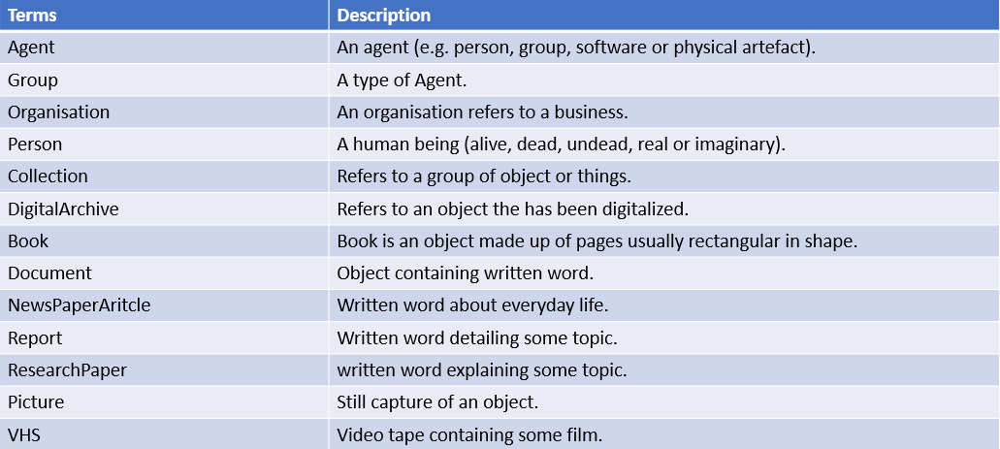 Terms Description
Agent An agent (e.g. person, group, software or physical artefact).
Group A type of Agent.
Organisation An organisation refers to a business.
Person A human being (alive, dead, undead, real or imaginary).
Collection Refers to a group of object or things.
DigitalArchive Refers to an object the has been digitalized.
Book Book is an object made up of pages usually rectangular in shape.
Document Object containing written word.
NewsPaperAritcle Written word about everyday life.
Report Written word detailing some topic.
ResearchPaper written word explaining some topic.
Picture Still capture of an object.
VHS Video tape containing some film.